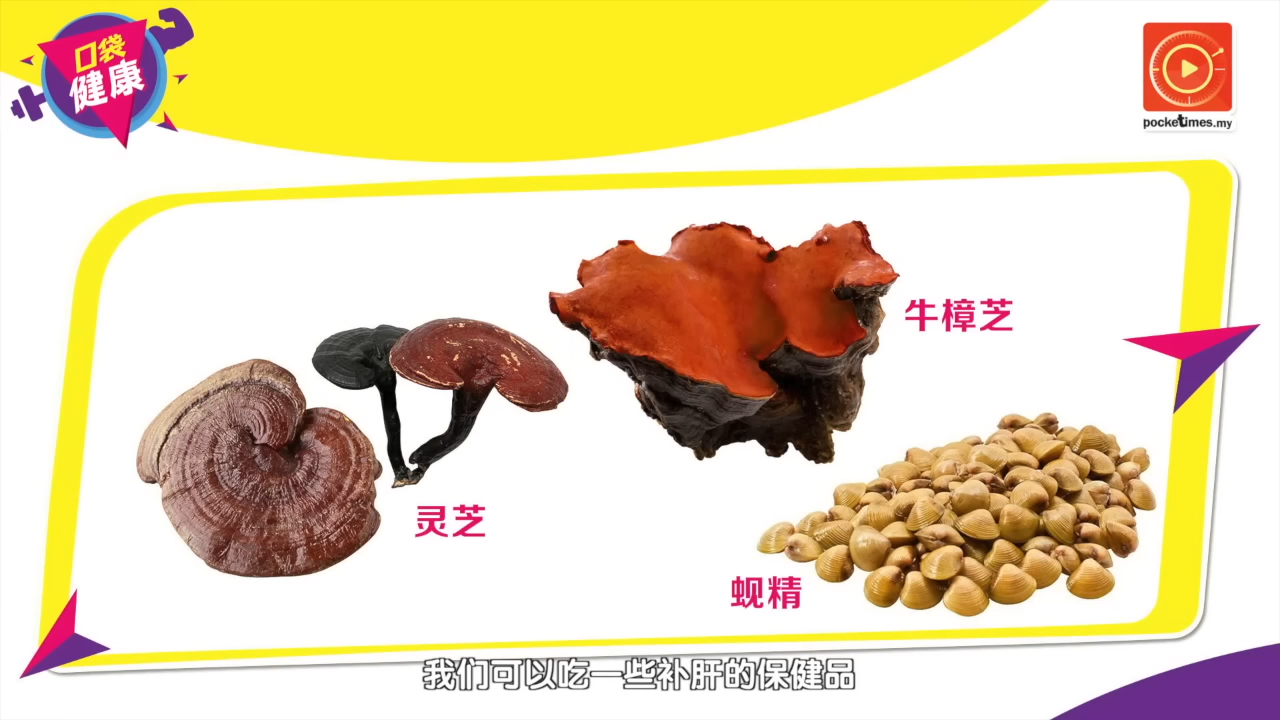 口袋
健康
pocketimes.my
牛樟芝
灵芝
蚬精
我们可以吃一些补肝的保健品